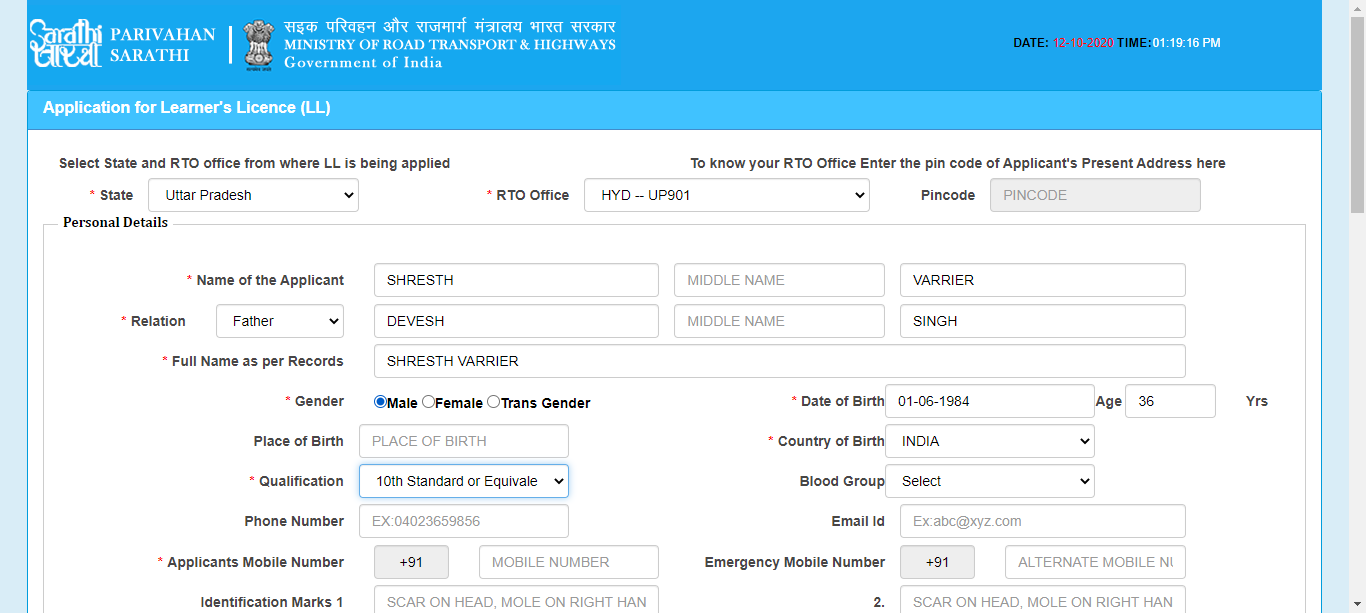 Sarathi सारथी PARIVAHAN SARATHI
सड़क परिवहन और राजमार्ग मंत्रालय भारत सरकार
MINISTRY OF ROAD TRANSPORT & HIGHWAYS
Government of India
DATE: 12-10-2020 TIME:01:19:16 PM
Application for Learner's Licence (LL)
Select State and RTO office from where LL is being applied To know your RTO Office Enter the pin code of Applicant's Present Address here
* State Uttar Pradesh * RTO Office HYD -- UP901 Pincode PINCODE
Personal Details
* Name of the Applicant SHRESTH MIDDLE NAME VARRIER
* Relation Father DEVESH MIDDLE NAME SINGH
* Full Name as per Records SHRESTH VARRIER
* Gender Male Female Trans Gender * Date of Birth 01-06-1984 Age 36 Yrs
Place of Birth PLACE OF BIRTH * Country of Birth INDIA
* Qualification 10th Standard or Equivale Blood Group Select
Phone Number EX:04023659856 Email Id Ex:abc@xyz.com
* Applicants Mobile Number +91 MOBILE NUMBER Emergency Mobile Number +91 ALTERNATE MOBILE NU
Identification Marks 1 SCAR ON HEAD, MOLE ON RIGHT HAN 2. SCAR ON HEAD, MOLE ON RIGHT HAN